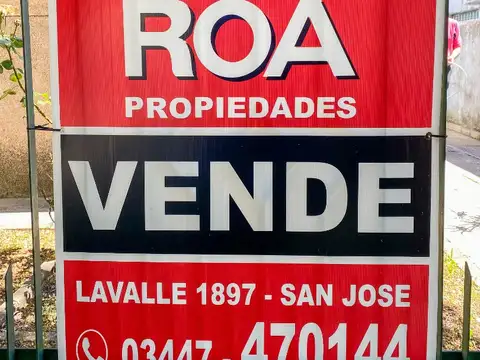 ROA
PROPIEDADES
VENDE
LAVALLE 1897 - SAN JOSE
03447 - 470144